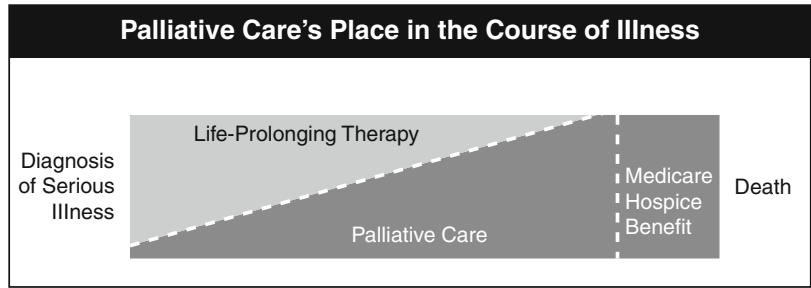 Palliative Care’s Place in the Course of Illness
Life-Prolonging Therapy
Diagnosis
of Serious
Illness
Palliative Care
Medicare
Hospice
Benefit
Death